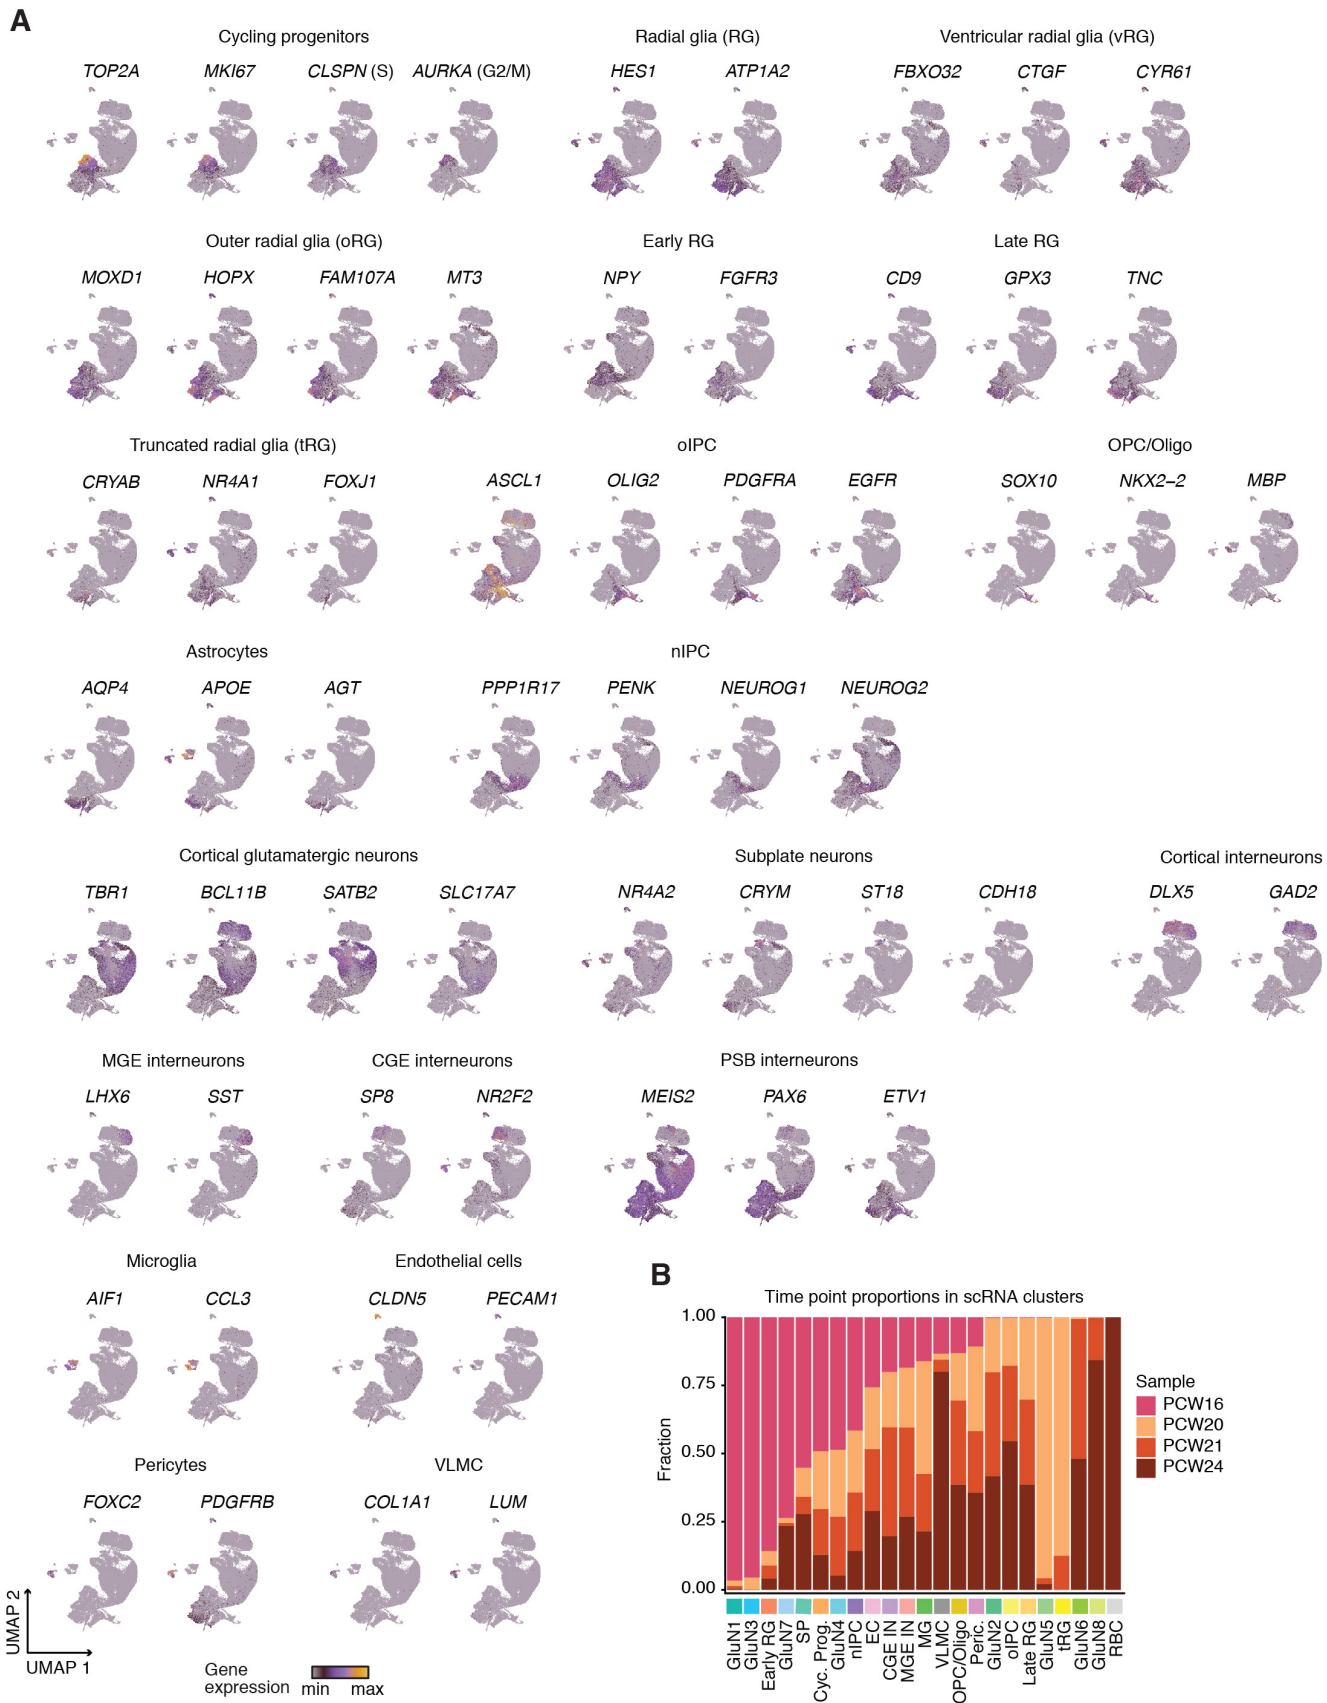 A
Cycling progenitors
Radial glia (RG)
Ventricular radial glia (vRG)
TOP2A
MKI67
CLSPN (S)
AURKA (G2/M)
HES1
ATP1A2
FBXO32
CTGF
CYR61
Outer radial glia (oRG)
Early RG
Late RG
MOXD1
HOPX
FAM107A
MT3
NPY
FGFR3
CD9
GPX3
TNC
Truncated radial glia (tRG)
oIPC
OPC/Oligo
CRYAB
NR4A1
FOXJ1
ASCL1
OLIG2
PDGFRA
EGFR
SOX10
NKX2–2
MBP
Astrocytes
nIPC
AQP4
APOE
AGT
PPP1R17
PENK
NEUROG1
NEUROG2
Cortical glutamatergic neurons
Subplate neurons
Cortical interneurons
TBR1
BCL11B
SATB2
SLC17A7
NR4A2
CRYM
ST18
CDH18
DLX5
GAD2
MGE interneurons
CGE interneurons
PSB interneurons
LHX6
SST
SP8
NR2F2
MEIS2
PAX6
ETV1
Microglia
Endothelial cells
AIF1
CCL3
CLDN5
PECAM1
Pericytes
VLMC
FOXC2
PDGFRB
COL1A1
LUM
UMAP 2
UMAP 1
Gene
expression
min
max
B
Time point proportions in scRNA clusters
Fraction
1.00
0.75
0.50
0.25
0.00
Sample
PCW16
PCW20
PCW21
PCW24
GluN1
GluN3
Early RG
GluN7
SP
Cyc. Prog.
GluN4
nIPC
EC
CGE IN
MGE IN
MG
VLMC
OPC/Oligo
Peric.
GluN2
oIPC
Late RG
GluN5
tRG
GluN6
GluN8
RBC